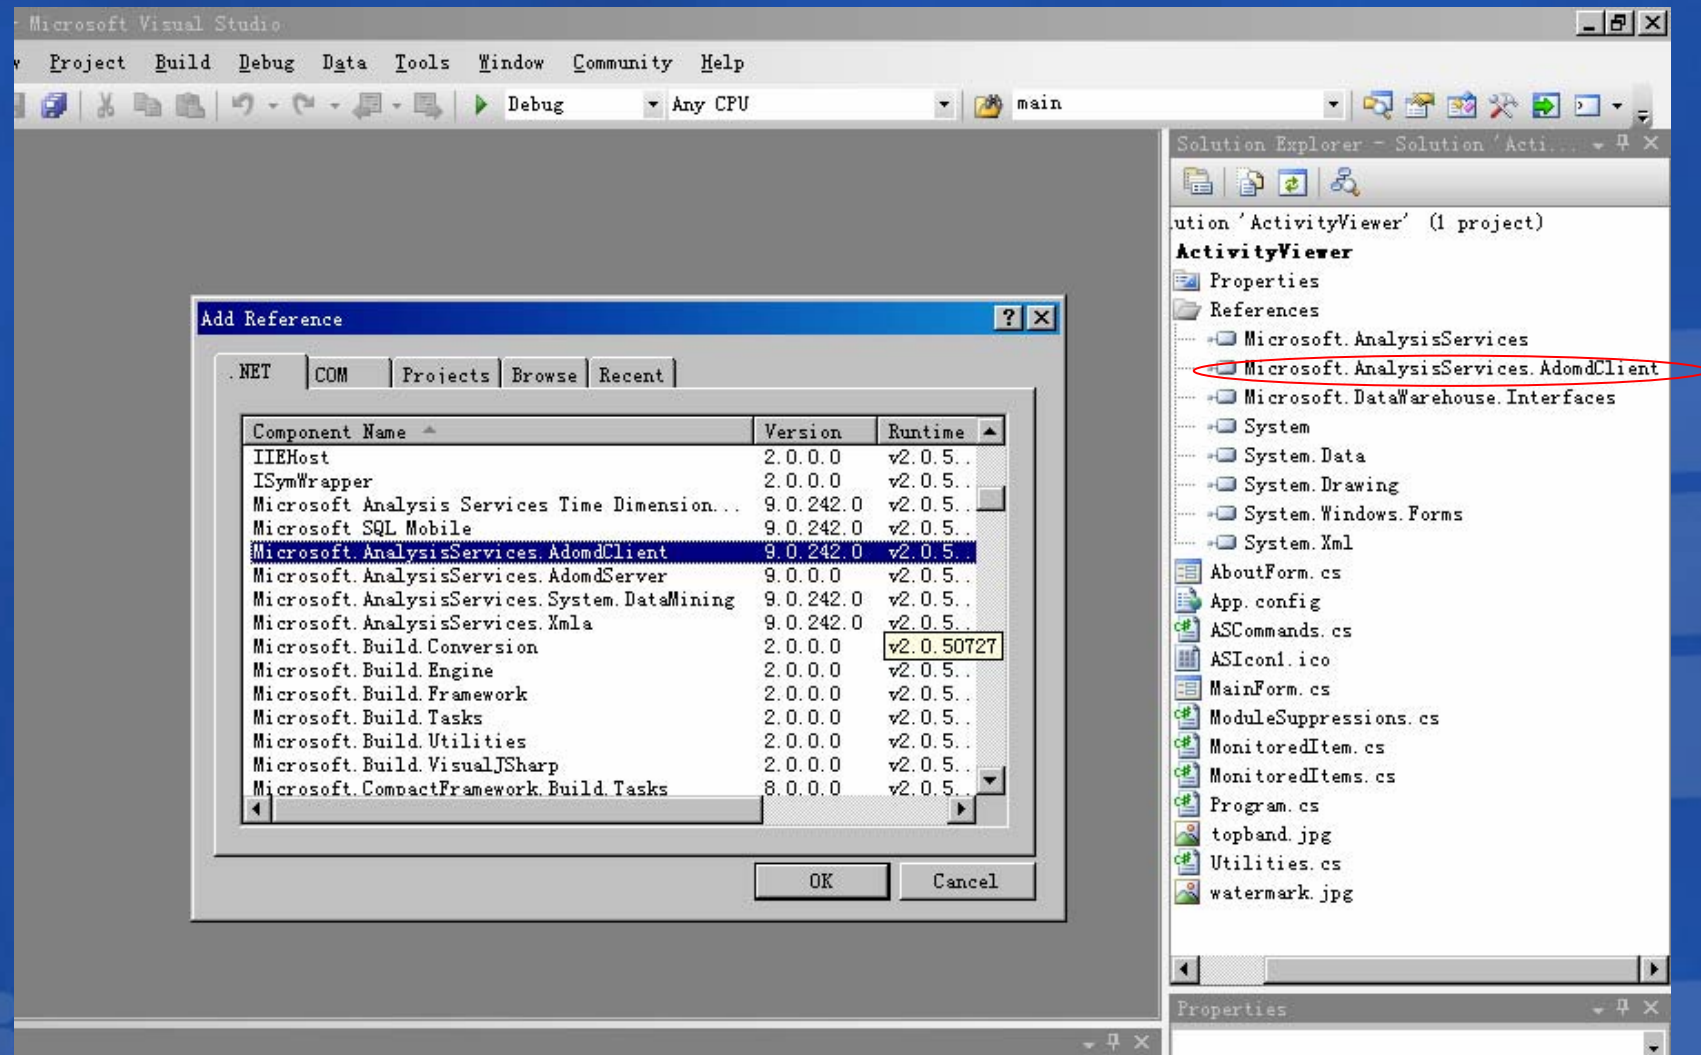 Microsoft Visual Studio
Project Build Debug Data Tools Window Community Help
Debug Any CPU main
Solution Explorer - Solution 'Acti...
ution 'ActivityViewer' (1 project)
ActivityViewer
Properties
References
Microsoft.AnalysisServices
Microsoft.AnalysisServices.AdomdClient
Microsoft.DataWarehouse.Interfaces
System
System.Data
System.Drawing
System.Windows.Forms
System.Xml
AboutForm.cs
App.config
ASCommands.cs
ASIcon1.ico
MainForm.cs
ModuleSuppressions.cs
MonitoredItem.cs
MonitoredItems.cs
Program.cs
topband.jpg
Utilities.cs
watermark.jpg
Properties
Add Reference
.NET COM Projects Browse Recent
Component Name Version Runtime
IIEHost 2.0.0.0 v2.0.5..
ISymWrapper 2.0.0.0 v2.0.5..
Microsoft Analysis Services Time Dimension... 9.0.242.0 v2.0.5..
Microsoft SQL Mobile 9.0.242.0 v2.0.5..
Microsoft.AnalysisServices.AdomdClient 9.0.242.0 v2.0.5..
Microsoft.AnalysisServices.AdomdServer 9.0.0.0 v2.0.5..
Microsoft.AnalysisServices.System.DataMining 9.0.242.0 v2.0.5..
Microsoft.AnalysisServices.Xmla 9.0.242.0 v2.0.5..
Microsoft.Build.Conversion 2.0.0.0 v2.0.50727
Microsoft.Build.Engine 2.0.0.0 v2.0.5..
Microsoft.Build.Framework 2.0.0.0 v2.0.5..
Microsoft.Build.Tasks 2.0.0.0 v2.0.5..
Microsoft.Build.Utilities 2.0.0.0 v2.0.5..
Microsoft.Build.VisualJSharp 2.0.0.0 v2.0.5..
Microsoft.CompactFramework.Build.Tasks 8.0.0.0 v2.0.5..
OK Cancel